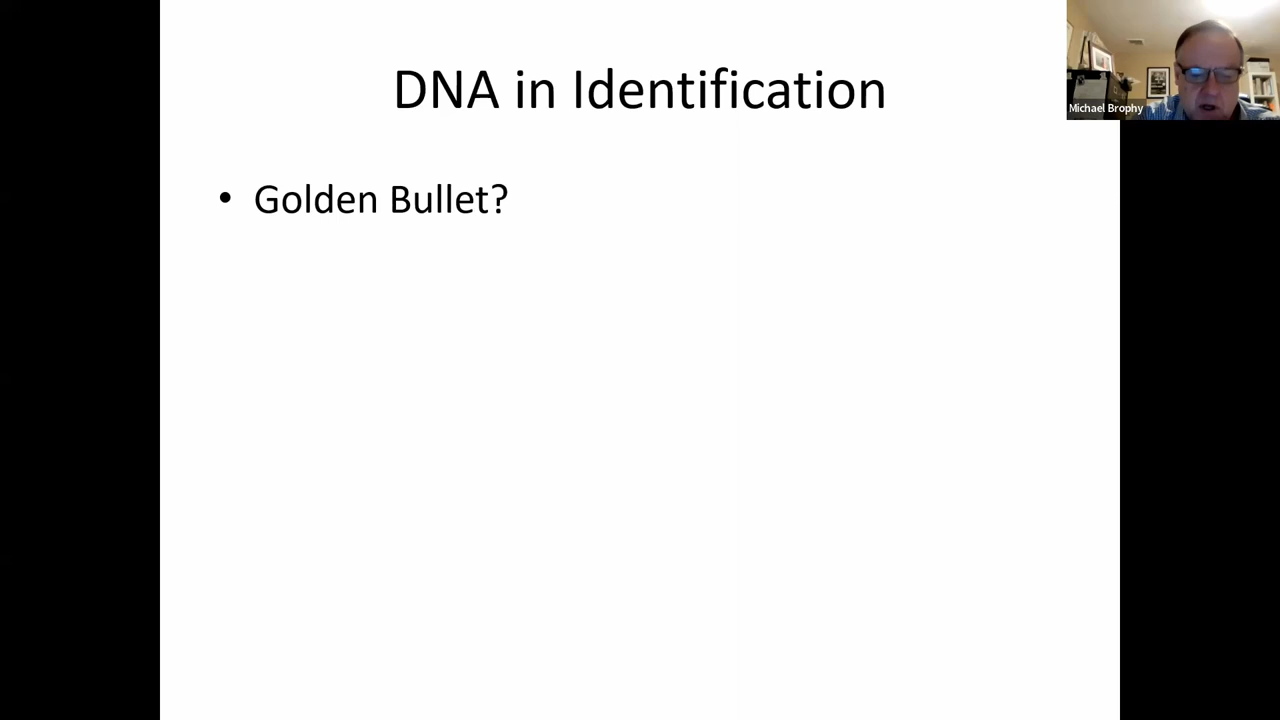 DNA in Identification
Michael Brophy
• Golden Bullet?